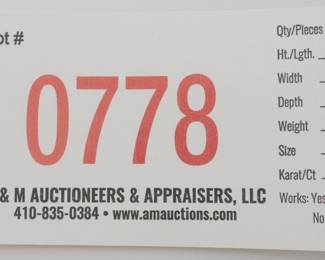 ot #
0778
& M AUCTIONEERS & APPRAISERS, LLC
410-835-0384 • www.amauctions.com
Qty/Pieces
Ht./Lgth.
Width
Depth
Weight
Size
Karat/Ct
Works: Yes
No